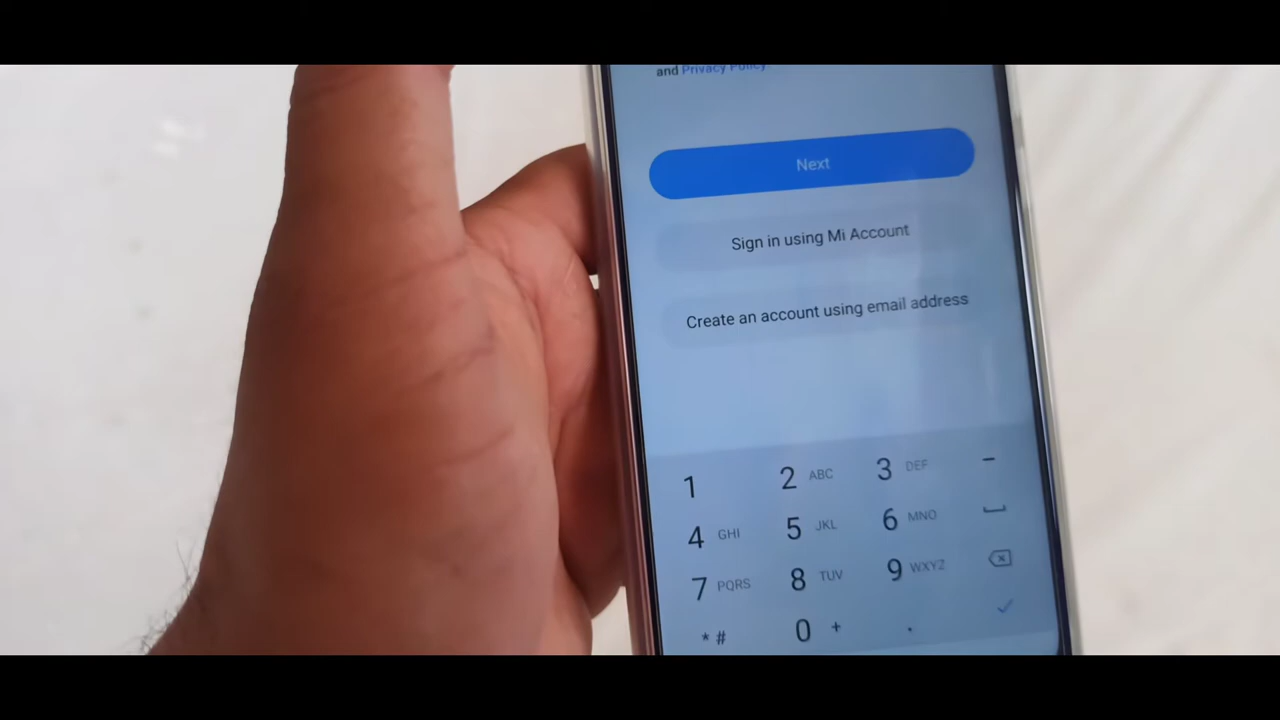 and Privacy Policy
Next
Sign in using Mi Account
Create an account using email address
1 2 ABC 3 DEF -
4 GHI 5 JKL 6 MNO
7 PQRS 8 TUV 9 WXYZ
* # 0 + .